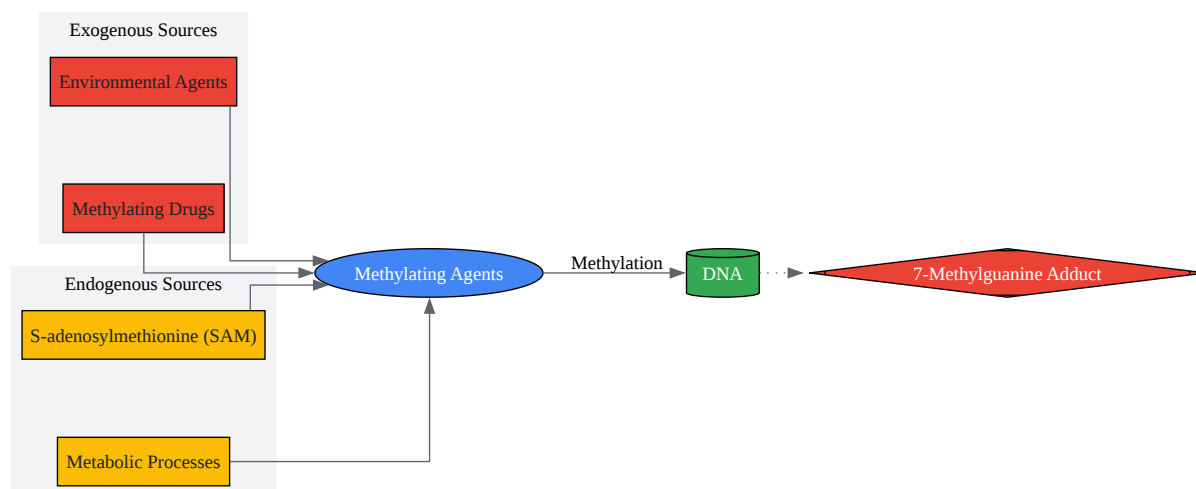 Exogenous Sources
Environmental Agents
Methylating Drugs
Endogenous Sources
S-adenosylmethionine (SAM)
Metabolic Processes
Methylating Agents
Methylation
DNA
7-Methylguanine Adduct